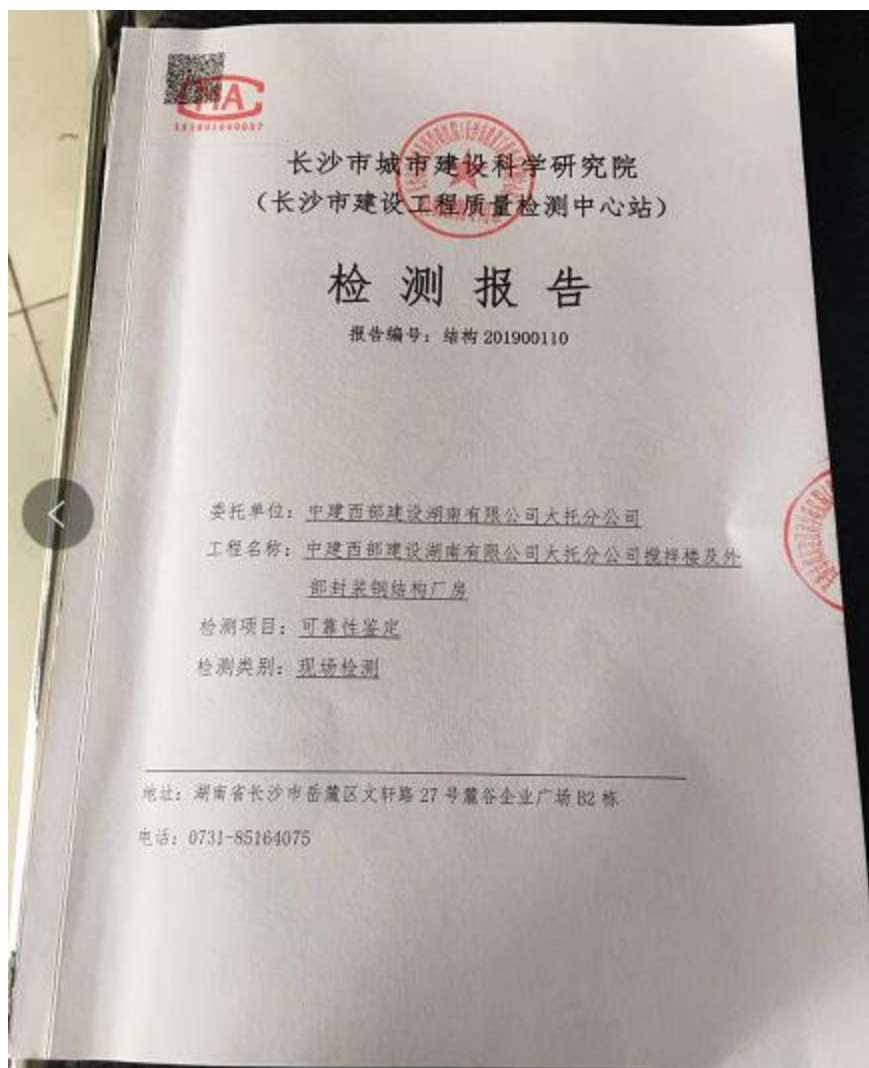 MA
长沙市城市建设科学研究院
（长沙市建设工程质量检测中心站）
检测报告
报告编号：结构 201900110
委托单位：中建西部建设湖南有限公司大托分公司
工程名称：中建西部建设湖南有限公司大托分公司搅拌楼及外
部封装钢结构厂房
检测项目：可靠性鉴定
检测类别：现场检测
地址：湖南省长沙市岳麓区文轩路 27 号麓谷企业广场 B2 栋
电话：0731-85164075